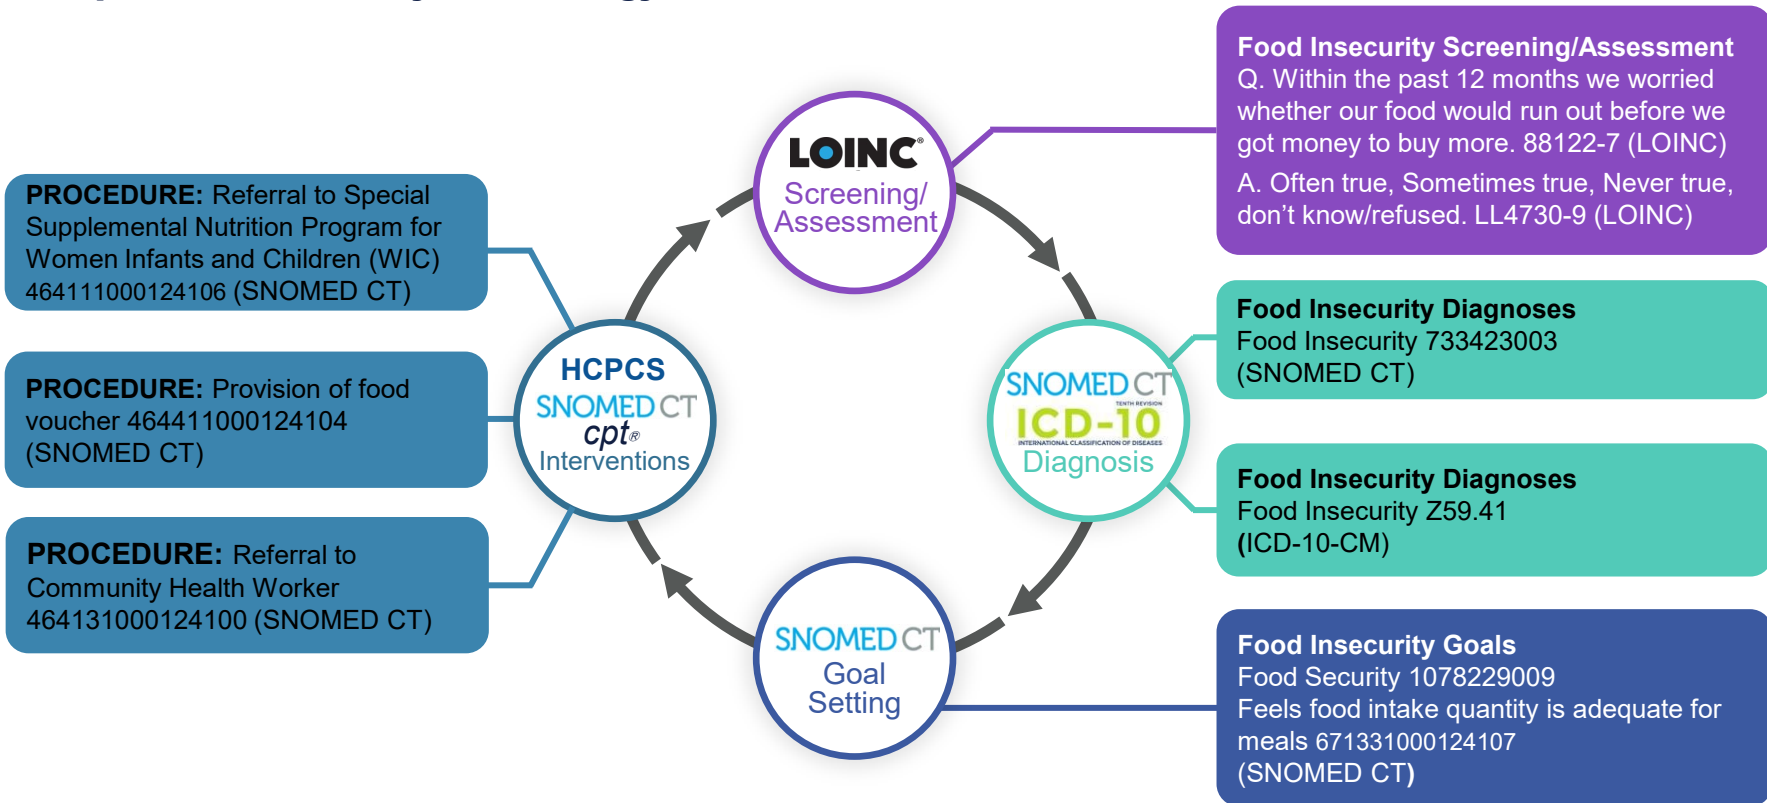 LOINC®
Screening/
Assessment
Food Insecurity Screening/Assessment
Q. Within the past 12 months we worried
whether our food would run out before we
got money to buy more. 88122-7 (LOINC)
A. Often true, Sometimes true, Never true,
don't know/refused. LL4730-9 (LOINC)
PROCEDURE: Referral to Special
Supplemental Nutrition Program for
Women Infants and Children (WIC)
464111000124106 (SNOMED CT)
PROCEDURE: Provision of food
voucher 464411000124104
(SNOMED CT)
PROCEDURE: Referral to
Community Health Worker
464131000124100 (SNOMED CT)
HCPCS
SNOMED CT
cpt®
Interventions
SNOMED CT
TENTH REVISION
ICD-10
INTERNATIONAL CLASSIFICATION OF DISEASES
Diagnosis
Food Insecurity Diagnoses
Food Insecurity 733423003
(SNOMED CT)
Food Insecurity Diagnoses
Food Insecurity Z59.41
(ICD-10-CM)
SNOMED CT
Goal
Setting
Food Insecurity Goals
Food Security 1078229009
Feels food intake quantity is adequate for
meals 671331000124107
(SNOMED CT)